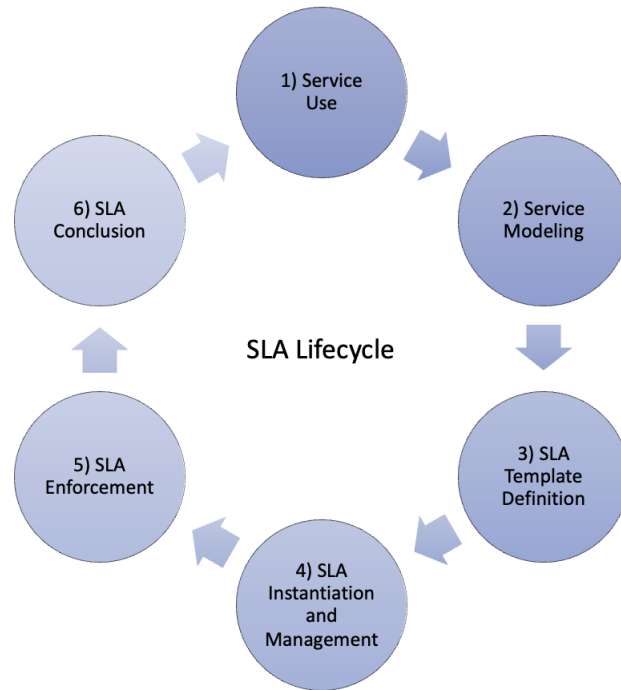 1) Service
Use
2) Service
Modeling
3) SLA
Template
Definition
4) SLA
Instantiation
and
Management
5) SLA
Enforcement
6) SLA
Conclusion
SLA Lifecycle